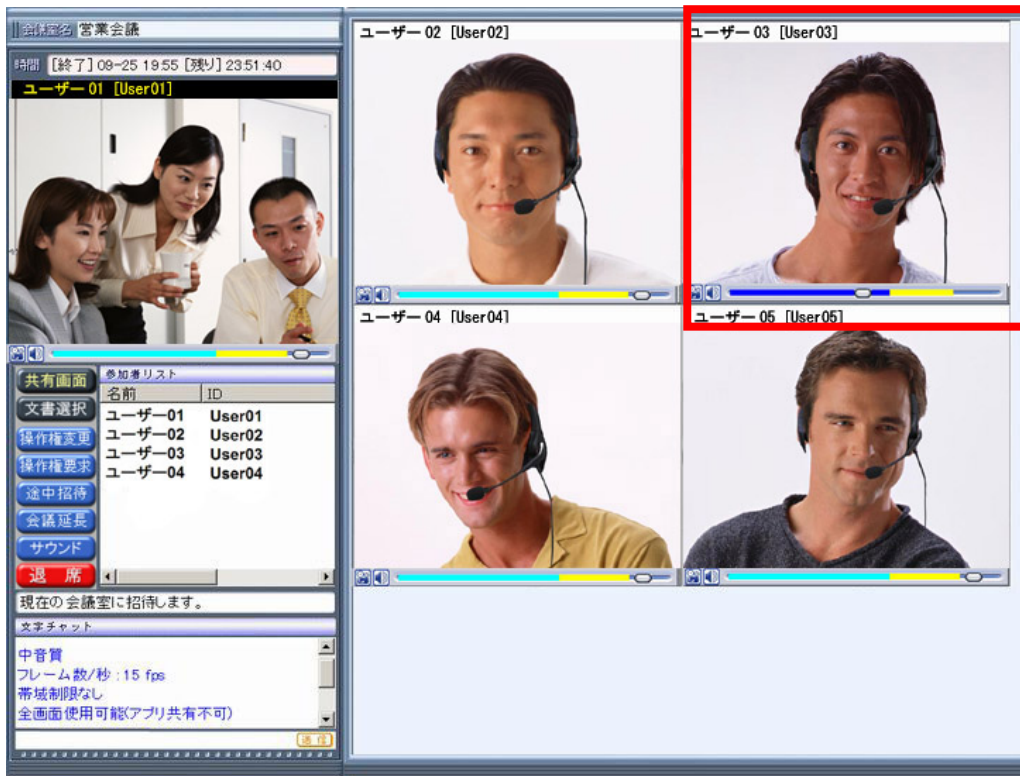 会議室名 営業会議
時間 [終了] 09-25 19:55 [残り] 23:51:40
ユーザー 01 [User01]
共有画面
文書選択
操作権変更
操作権要求
途中招待
会議延長
サウンド
退 席
参加者リスト
名前 ID
ユーザー01 User01
ユーザー02 User02
ユーザー03 User03
ユーザー04 User04
現在の会議室に招待します。
文字チャット
中音質
フレーム数/秒 : 15 fps
帯域制限なし
全画面使用可能(アプリ共有不可)
送信
ユーザー 02 [User02]
ユーザー 03 [User03]
ユーザー 04 [User04]
ユーザー 05 [User05]